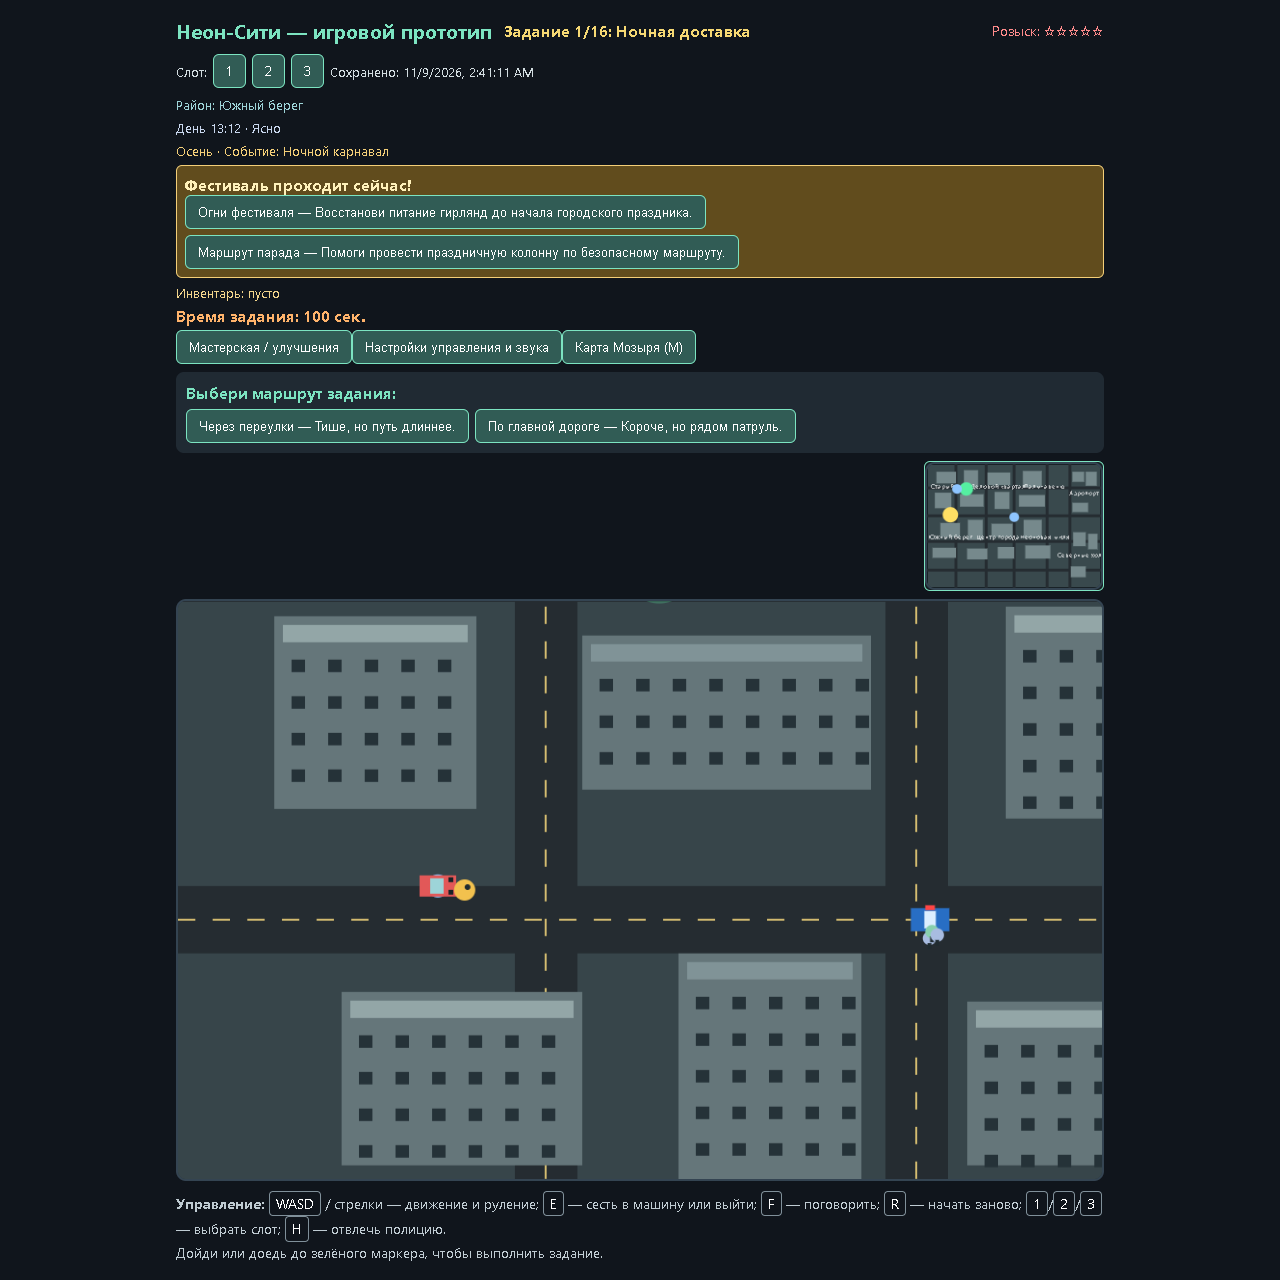 Неон-Сити — игровой прототип Задание 1/16: Ночная доставка Розыск: ☆☆☆☆☆
Слот: 1 2 3 Сохранено: 11/9/2026, 2:41:11 AM
Район: Южный берег
День 13:12 · Ясно
Осень · Событие: Ночной карнавал
Фестиваль проходит сейчас!
Огни фестиваля — Восстанови питание гирлянд до начала городского праздника.
Маршрут парада — Помоги провести праздничную колонну по безопасному маршруту.
Инвентарь: пусто
Время задания: 100 сек.
Мастерская / улучшения Настройки управления и звука Карта Мозыря (M)
Выбери маршрут задания:
Через переулки — Тише, но путь длиннее. По главной дороге — Короче, но рядом патруль.
Аэропорт
Управление: WASD / стрелки — движение и руление; E — сесть в машину или выйти; F — поговорить; R — начать заново; 1/2/3
— выбрать слот; H — отвлечь полицию.
Дойди или доедь до зелёного маркера, чтобы выполнить задание.